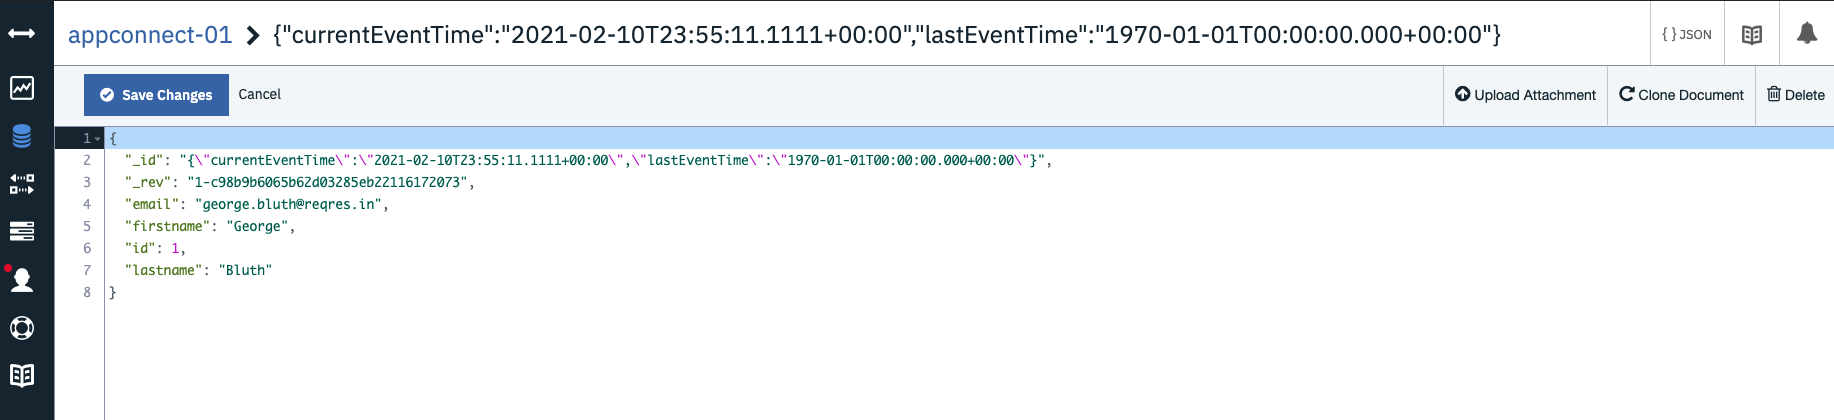 appconnect-01 > {"currentEventTime":"2021-02-10T23:55:11.1111+00:00","lastEventTime":"1970-01-01T00:00:00.000+00:00"}
{ } JSON
Save Changes Cancel Upload Attachment Clone Document Delete
1 {
2 "_id": "{\"currentEventTime\":\"2021-02-10T23:55:11.1111+00:00\",\"lastEventTime\":\"1970-01-01T00:00:00.000+00:00\"}",
3 "_rev": "1-c98b9b6065b62d03285eb22116172073",
4 "email": "george.bluth@reqres.in",
5 "firstname": "George",
6 "id": 1,
7 "lastname": "Bluth"
8 }